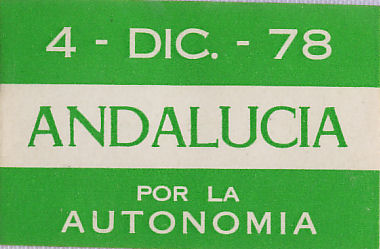 4 - DIC. - 78
ANDALUCIA
POR LA
AUTONOMIA